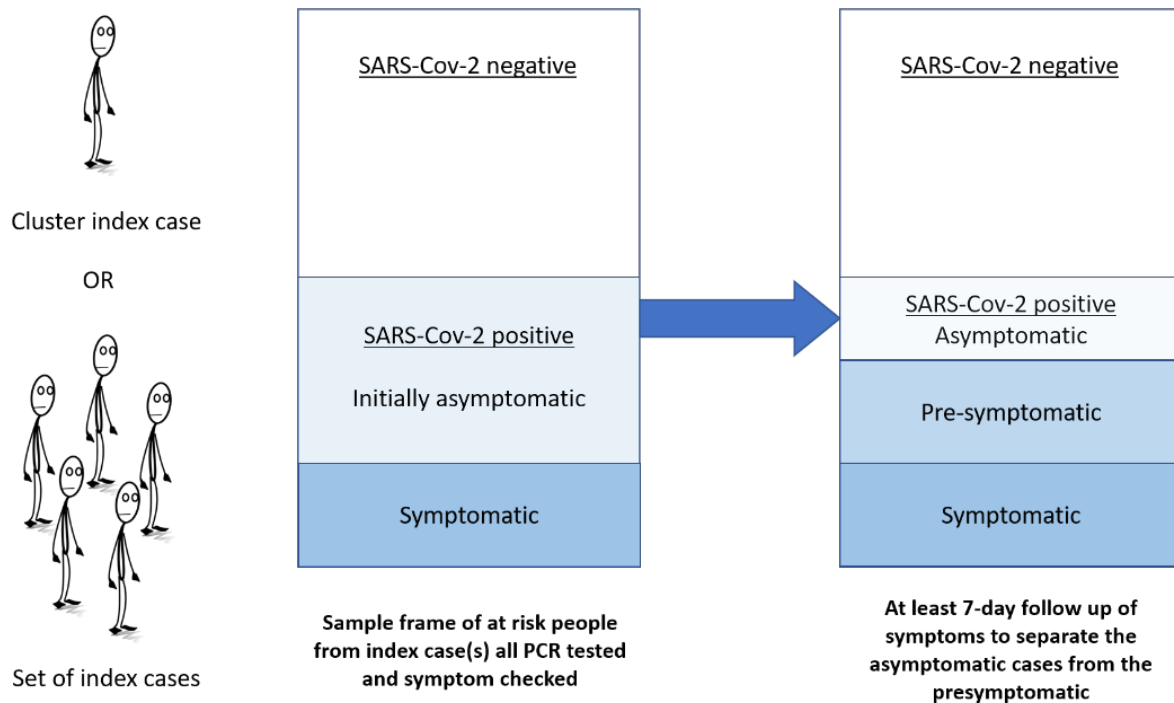 Cluster index case
OR
Set of index cases
SARS-Cov-2 negative
SARS-Cov-2 positive
Initially asymptomatic
Symptomatic
Sample frame of at risk people
from index case(s) all PCR tested
and symptom checked
SARS-Cov-2 negative
SARS-Cov-2 positive
Asymptomatic
Pre-symptomatic
Symptomatic
At least 7-day follow up of
symptoms to separate the
asymptomatic cases from the
presymptomatic